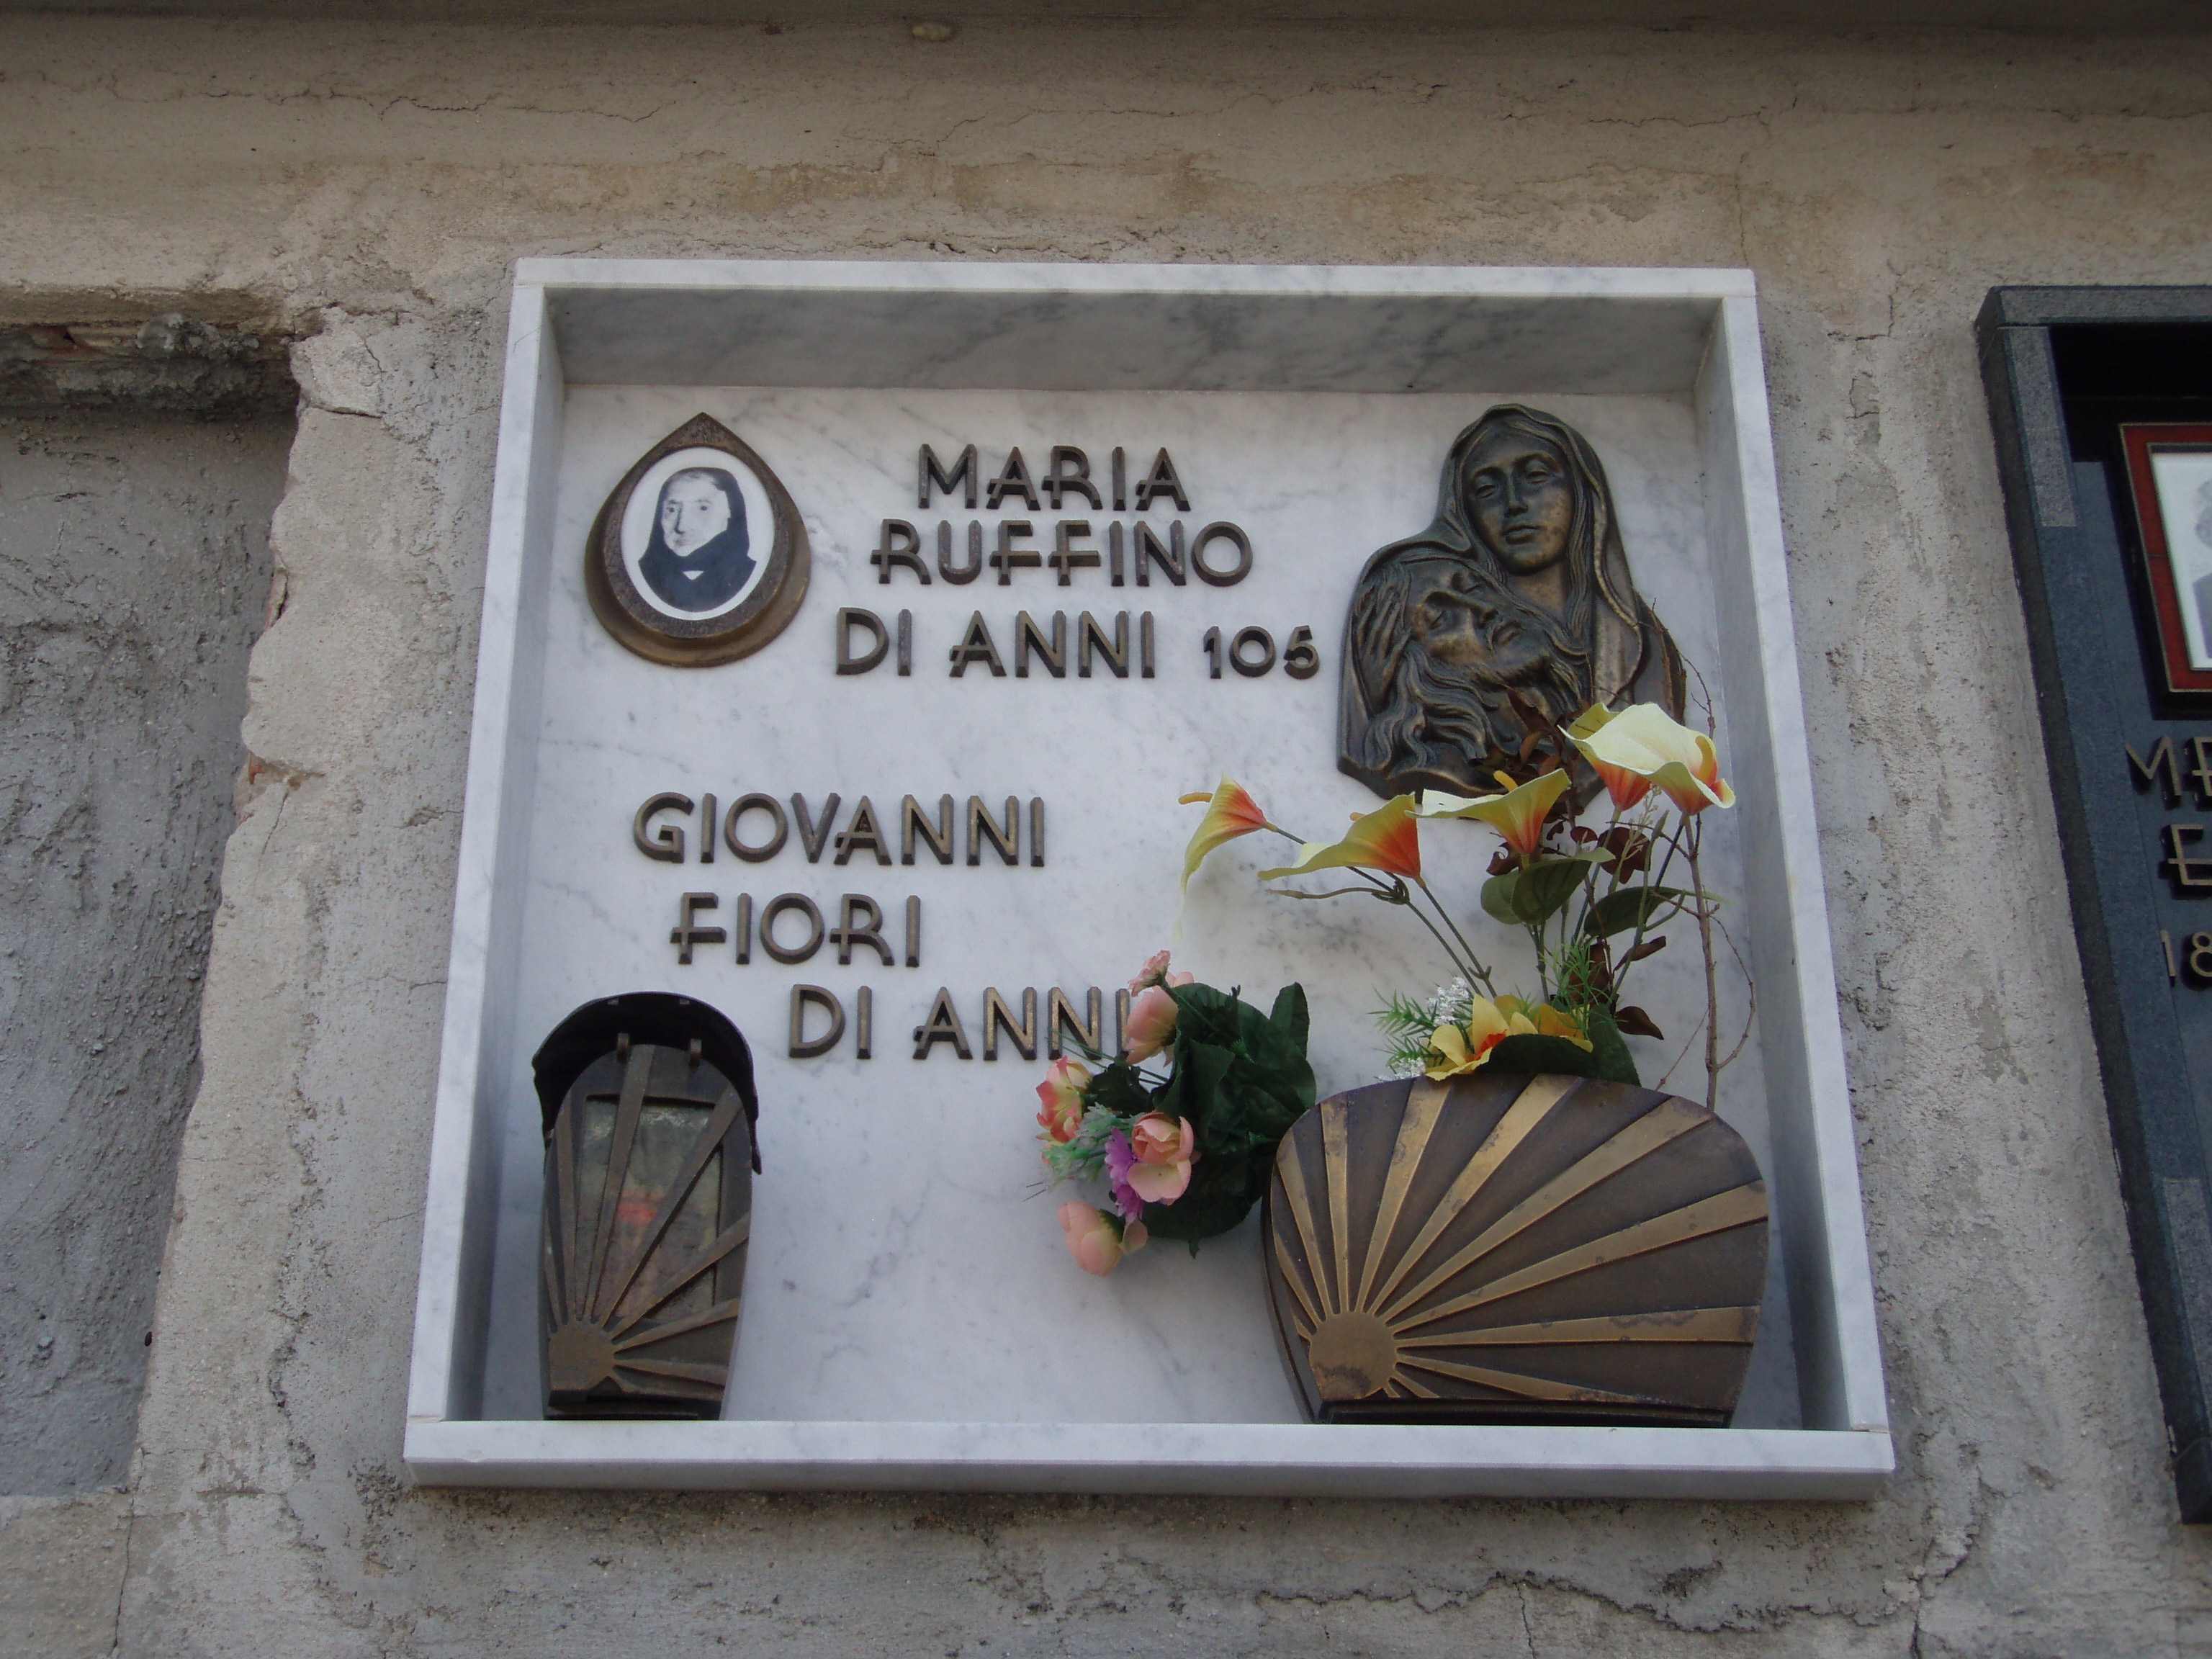 MARIA
RUFFINO
DI ANNI 105
GIOVANNI
FIORI
DI ANNI